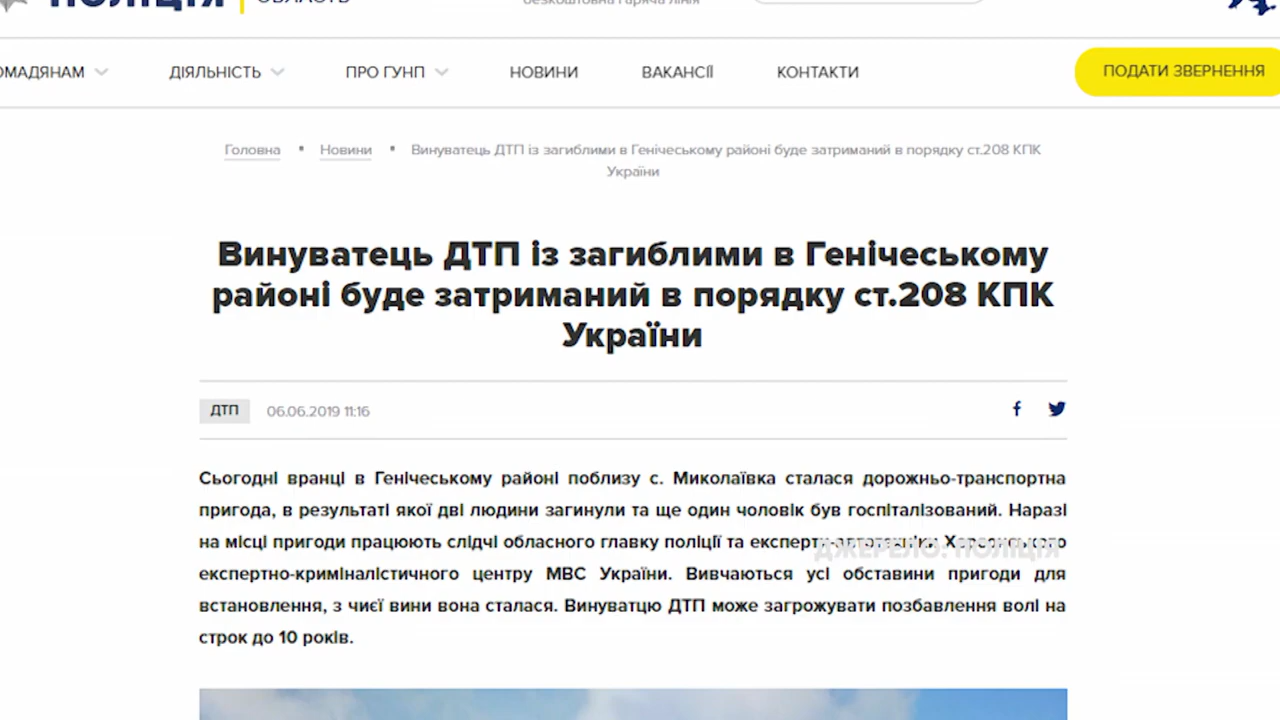 ПОЛІЦІЯ ОБЛАСТЬ безкоштовна гаряча лінія
ОМАДЯНАМ ДІЯЛЬНІСТЬ ПРО ГУНП НОВИНИ ВАКАНСІЇ КОНТАКТИ ПОДАТИ ЗВЕРНЕННЯ
Головна • Новини • Винуватець ДТП із загиблими в Генічеському районі буде затриманий в порядку ст.208 КПК
України
Винуватець ДТП із загиблими в Генічеському
районі буде затриманий в порядку ст.208 КПК
України
ДТП 06.06.2019 11:16
Сьогодні вранці в Генічеському районі поблизу с. Миколаївка сталася дорожньо-транспортна
пригода, в результаті якої дві людини загинули та ще один чоловік був госпіталізований. Наразі
на місці пригоди працюють слідчі обласного главку поліції та експерти-автотехніки Херсонського
ДЖЕРЕЛО: ПОЛІЦІЯ
експертно-криміналістичного центру МВС України. Вивчаються усі обставини пригоди для
встановлення, з чиєї вини вона сталася. Винуватцю ДТП може загрожувати позбавлення волі на
строк до 10 років.